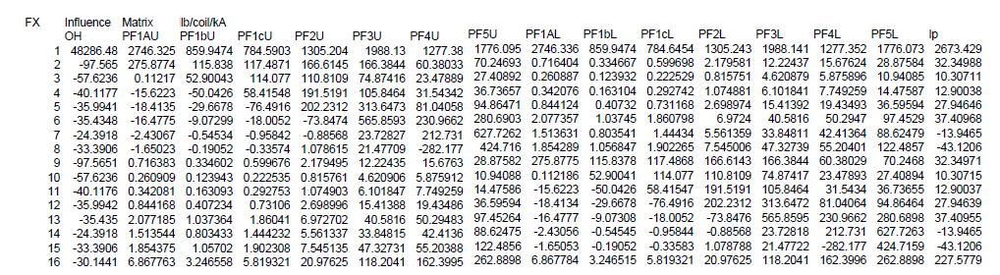 FX Influence Matrix lb/coil/kA
OH PF1AU PF1bU PF1cU PF2U PF3U PF4U PF5U PF1AL PF1bL PF1cL PF2L PF3L PF4L PF5L Ip
1 48286.48 2746.325 859.9474 784.5903 1305.204 1988.13 1277.38 1776.095 2746.336 859.9474 784.6454 1305.243 1988.141 1277.352 1776.073 2673.429
2 -97.565 275.8774 115.838 117.4871 166.6145 166.3844 60.38033 70.24693 0.716404 0.334667 0.599698 2.179581 12.22437 15.67624 28.87584 32.34988
3 -57.6236 0.11217 52.90043 114.077 110.8109 74.87416 23.47889 27.40892 0.260887 0.123932 0.222529 0.815751 4.620879 5.875896 10.94085 10.30711
4 -40.1177 -15.6223 -50.0426 58.41548 191.5191 105.8464 31.54342 36.73657 0.342076 0.163104 0.292742 1.074881 6.101841 7.749259 14.47587 12.90038
5 -35.9941 -18.4135 -29.6678 -76.4916 202.2312 313.6473 81.04058 94.86471 0.844124 0.40732 0.731168 2.698974 15.41392 19.43493 36.59594 27.94646
6 -35.4348 -16.4775 -9.07299 -18.0052 -73.8474 565.8593 230.9662 280.6903 2.077357 1.03745 1.860798 6.9724 40.5816 50.2947 97.4529 37.40968
7 -24.3918 -2.43067 -0.54534 -0.95842 -0.88568 23.72827 212.731 627.7262 1.513631 0.803541 1.44434 5.561359 33.84811 42.41364 88.62479 -13.9465
8 -33.3906 -1.65023 -0.19052 -0.33574 1.078615 21.47709 -282.177 424.716 1.854289 1.056847 1.902265 7.545006 47.32739 55.20401 122.4857 -43.1206
9 -97.5651 0.716383 0.334602 0.599676 2.179495 12.22435 15.6763 28.87582 275.8775 115.8378 117.4868 166.6143 166.3844 60.38029 70.2468 32.34971
10 -57.6236 0.260909 0.123943 0.222535 0.815761 4.620906 5.875912 10.94088 0.112186 52.90041 114.077 110.8109 74.87417 23.47893 27.40894 10.30715
11 -40.1176 0.342081 0.163093 0.292753 1.074903 6.101847 7.749259 14.47586 -15.6223 -50.0426 58.41547 191.5191 105.8464 31.5434 36.73655 12.90037
12 -35.9942 0.844168 0.407234 0.73106 2.698996 15.41388 19.43486 36.59594 -18.4134 -29.6678 -76.4916 202.2312 313.6472 81.04064 94.86464 27.94639
13 -35.435 2.077185 1.037364 1.86041 6.972702 40.5816 50.29483 97.45264 -16.4777 -9.07308 -18.0052 -73.8476 565.8595 230.9662 280.6898 37.40955
14 -24.3918 1.513544 0.803433 1.444232 5.561337 33.84815 42.4136 88.62475 -2.43056 -0.54545 -0.95844 -0.88568 23.72818 212.731 627.7263 -13.9465
15 -33.3906 1.854375 1.05702 1.902308 7.545135 47.32731 55.20388 122.4856 -1.65053 -0.19052 -0.33583 1.078788 21.47722 -282.177 424.7159 -43.1206
16 -30.1441 6.867763 3.246558 5.819321 20.97625 118.2041 162.3995 262.8898 6.867784 3.246515 5.819321 20.97625 118.2041 162.3996 262.8898 227.5779